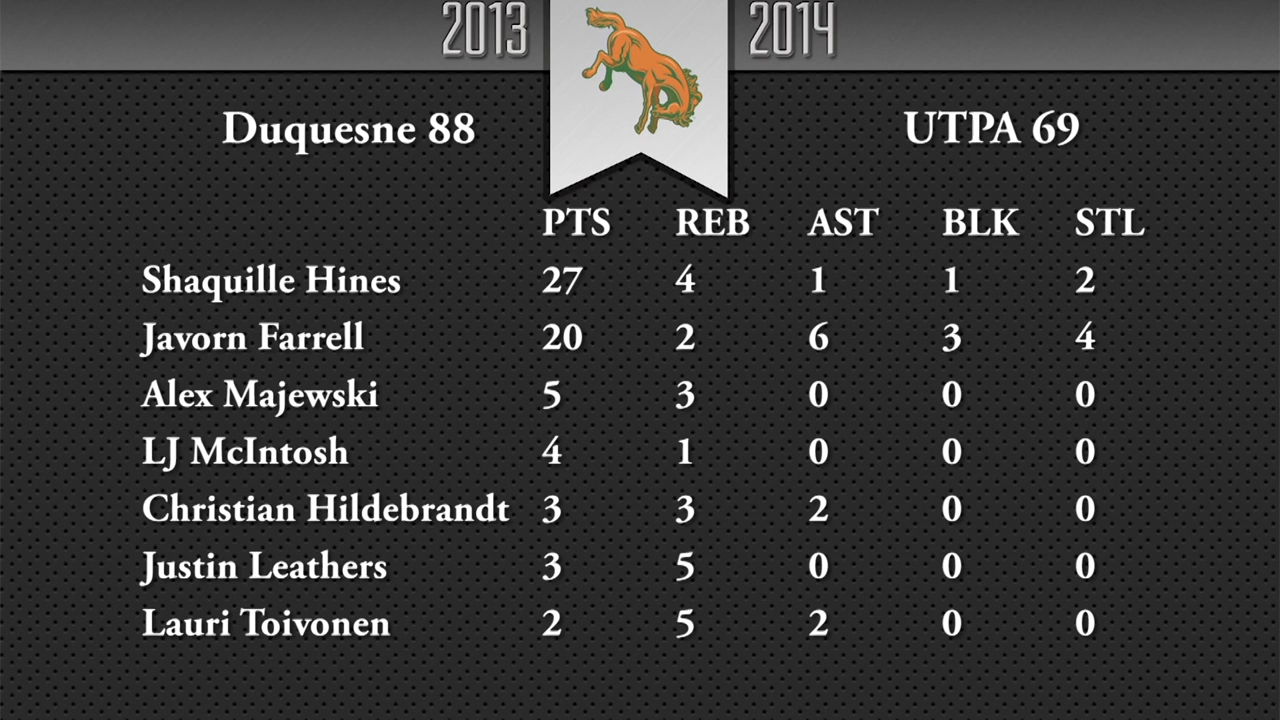 2013 2014
Duquesne 88 UTPA 69
PTS REB AST BLK STL
Shaquille Hines 27 4 1 1 2
Javorn Farrell 20 2 6 3 4
Alex Majewski 5 3 0 0 0
LJ McIntosh 4 1 0 0 0
Christian Hildebrandt 3 3 2 0 0
Justin Leathers 3 5 0 0 0
Lauri Toivonen 2 5 2 0 0